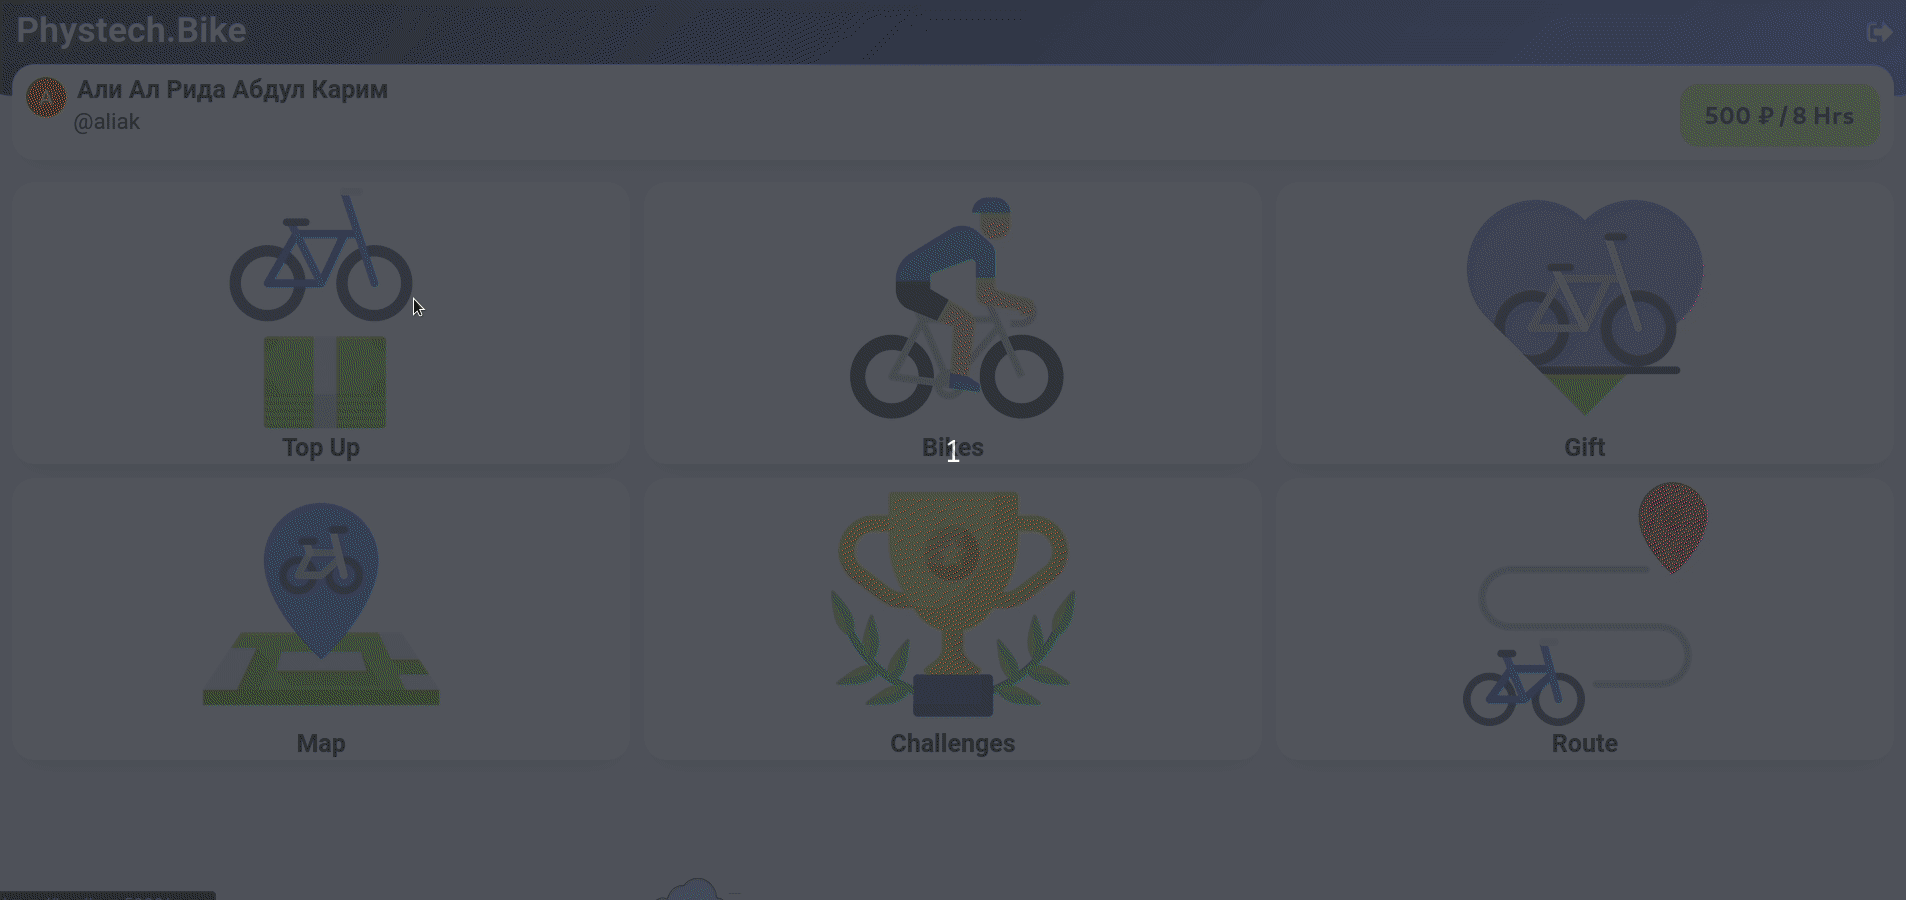 Phystech.Bike
Али Ал Рида Абдул Карим
@aliak
500 ₽ / 8 Hrs
Top Up
Bikes
1
Gift
Map
Challenges
Route